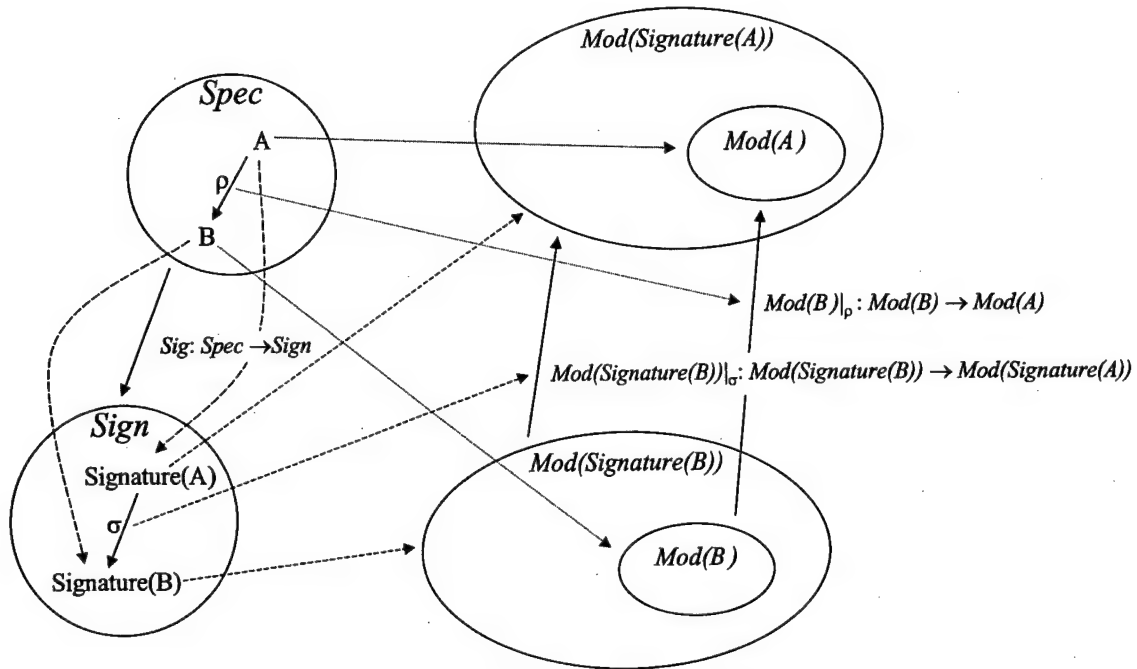 Mod(Signature(A))
Spec
A
Mod(A)
ρ
B
Mod(B)|ρ : Mod(B) → Mod(A)
Sig: Spec →Sign
Mod(Signature(B))|σ: Mod(Signature(B)) → Mod(Signature(A))
Sign
Mod(Signature(B))
Signature(A)
σ
Mod(B)
Signature(B)